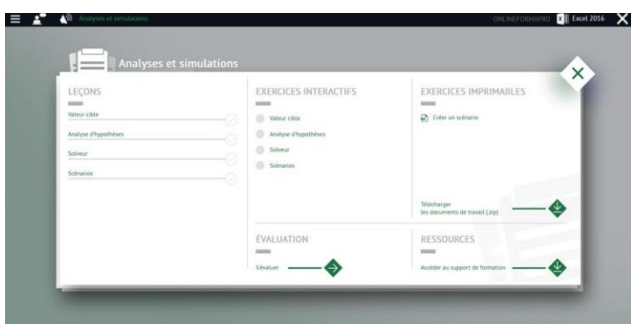 Analyses et simulations
ONLINEFORMAPRO
Excel 2016
Analyses et simulations
LEÇONS
Valeur cible
Analyse d'hypothèses
Solveur
Scénarios
EXERCICES INTERACTIFS
Valeur cible
Analyse d'hypothèses
Solveur
Scénarios
EXERCICES IMPRIMABLES
Créer un scénario
Télécharger
les documents de travail (.zip)
ÉVALUATION
S'évaluer
RESSOURCES
Accéder au support de formation